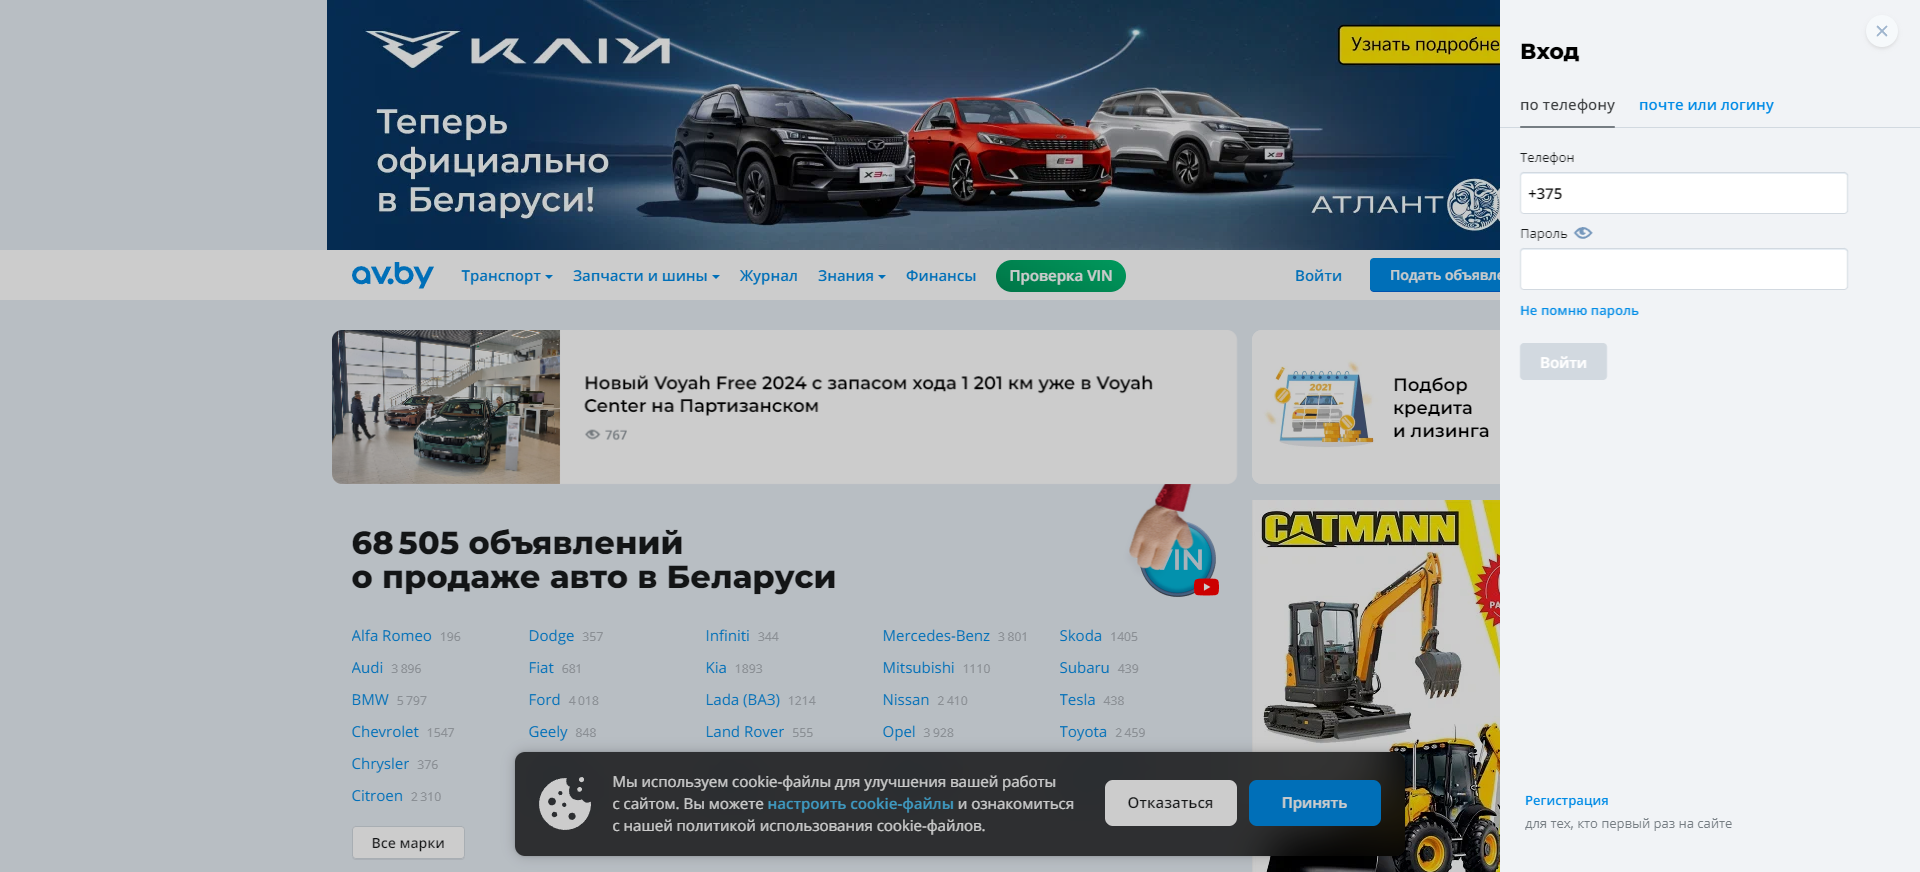 КАІЧ
Теперь
официально
в Беларуси!
X3 Pro
E5
X3
АТЛАНТ
av.by
Транспорт
Запчасти и шины
Журнал
Знания
Финансы
Проверка VIN
Войти
Новый Voyah Free 2024 с запасом хода 1 201 км уже в Voyah
Center на Партизанском
767
2021
Подбор
кредита
и лизинга
68 505 объявлений
о продаже авто в Беларуси
VIN
CATMANN
Alfa Romeo 196
Audi 3 896
BMW 5 797
Chevrolet 1547
Chrysler 376
Citroen 2 310
Dodge 357
Fiat 681
Ford 4 018
Geely 848
Infiniti 344
Kia 1893
Lada (ВАЗ) 1214
Land Rover 555
Mercedes-Benz 3 801
Mitsubishi 1110
Nissan 2 410
Opel 3 928
Skoda 1405
Subaru 439
Tesla 438
Toyota 2 459
Все марки
Мы используем cookie-файлы для улучшения вашей работы
с сайтом. Вы можете настроить cookie-файлы и ознакомиться
с нашей политикой использования cookie-файлов.
Отказаться
Принять
Вход
по телефону
почте или логину
Телефон
+375
Пароль
Не помню пароль
Войти
Регистрация
для тех, кто первый раз на сайте